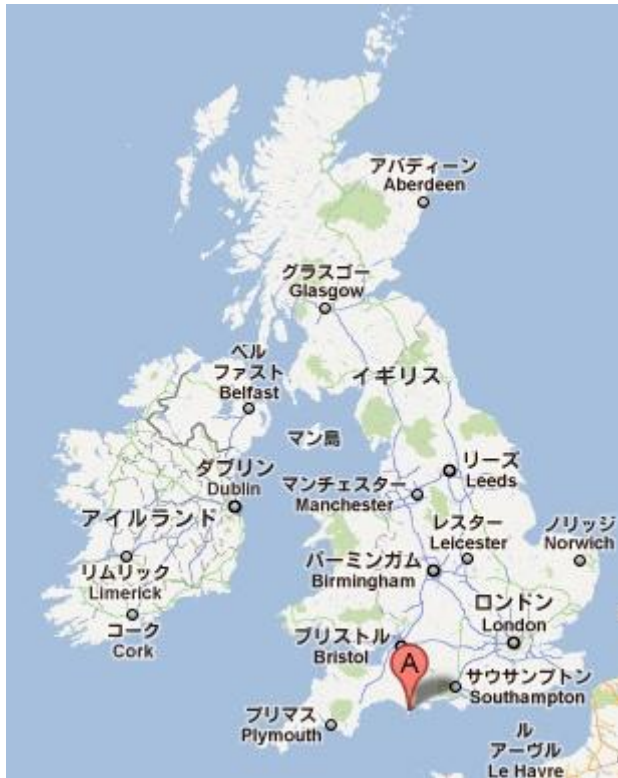 アバディーン
Aberdeen
グラスゴー
Glasgow
ベル
ファスト
Belfast
イギリス
マン島
ダブリン
Dublin
リーズ
Leeds
マンチェスター
Manchester
アイルランド
レスター
Leicester
ノリッジ
Norwich
リムリック
Limerick
バーミンガム
Birmingham
コーク
Cork
ロンドン
London
ブリストル
Bristol
A
サウサンプトン
Southampton
プリマス
Plymouth
ル
アーヴル
Le Havre